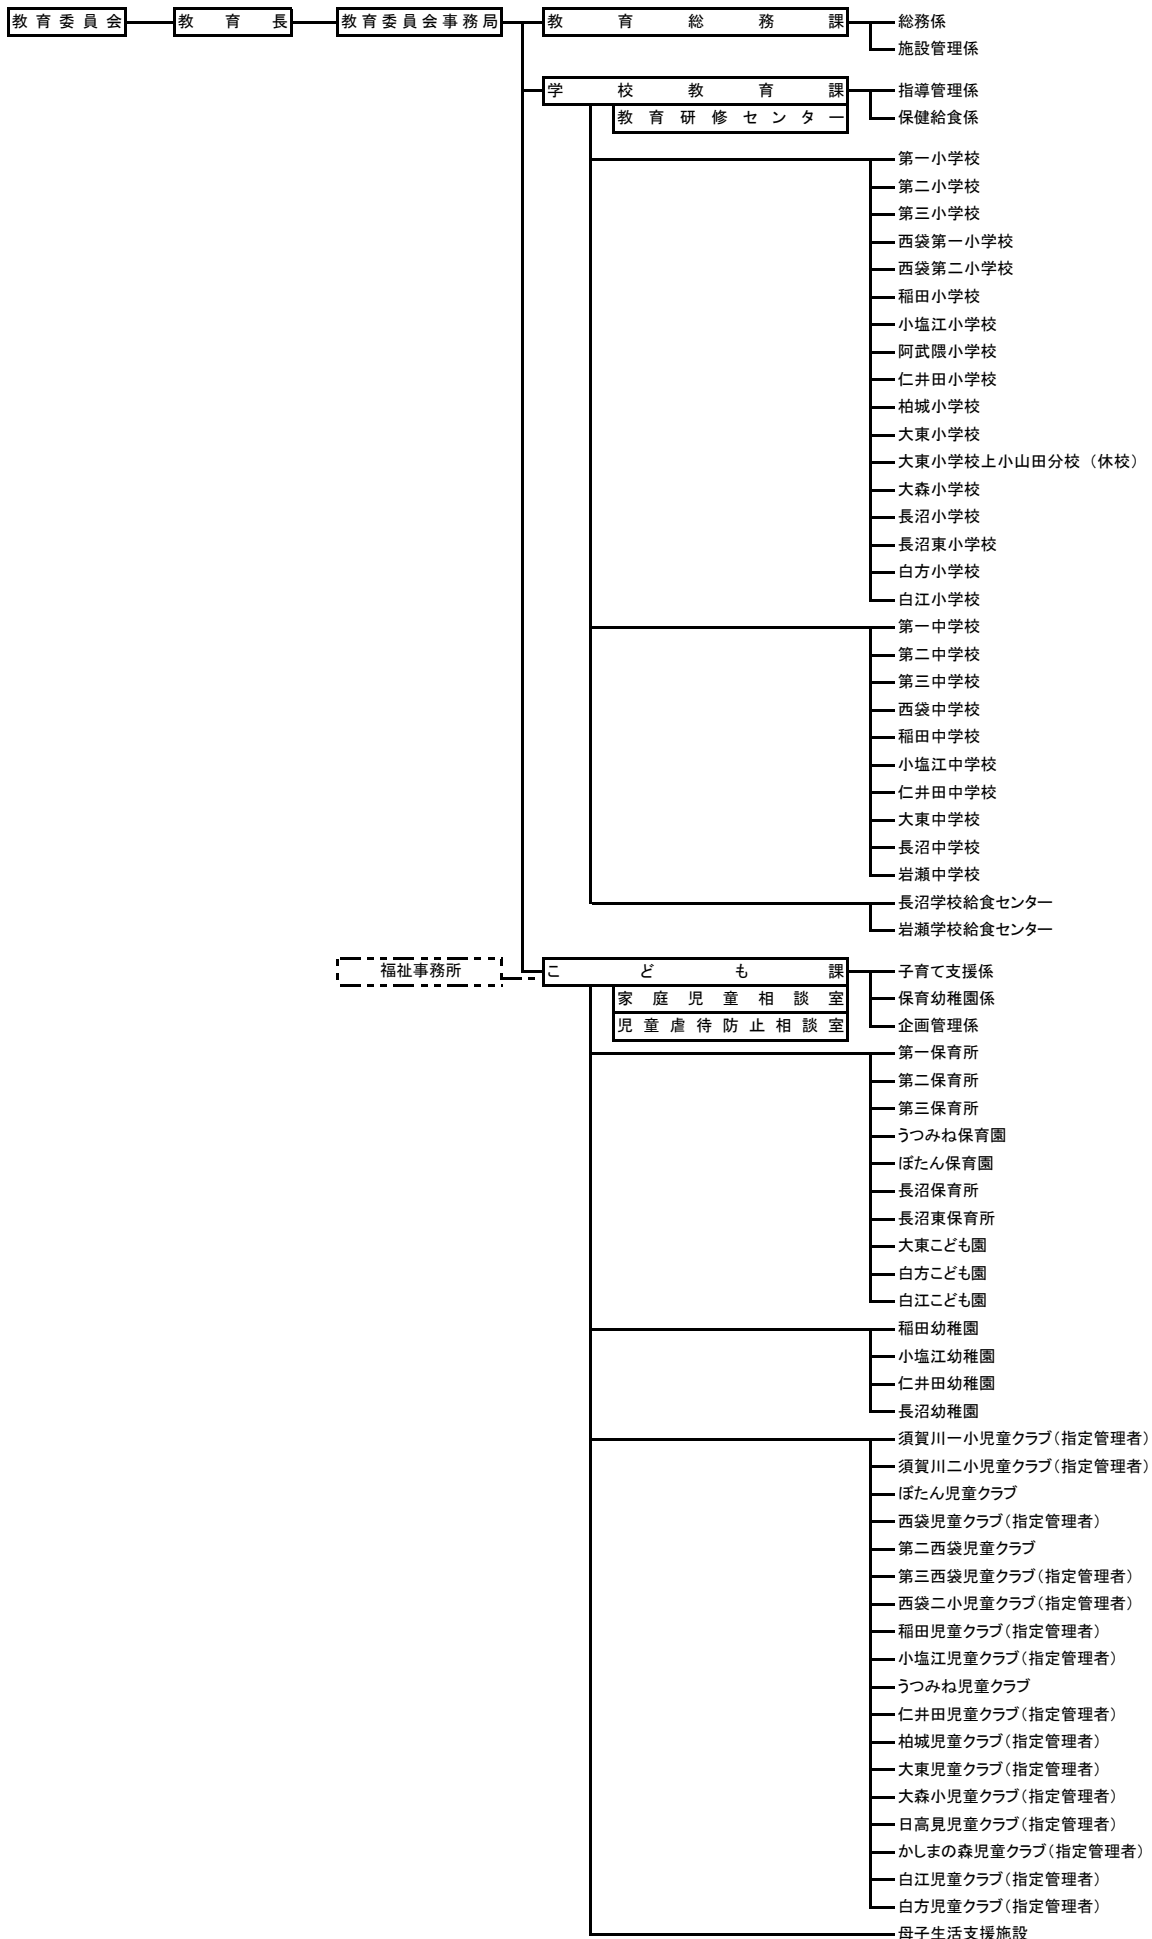 教育委員会
教育長
教育委員会事務局
教育総務課
総務係
施設管理係
学校教育課
指導管理係
教育研修センター
保健給食係
第一小学校
第二小学校
第三小学校
西袋第一小学校
西袋第二小学校
稲田小学校
小塩江小学校
阿武隈小学校
仁井田小学校
柏城小学校
大東小学校
大東小学校上小山田分校（休校）
大森小学校
長沼小学校
長沼東小学校
白方小学校
白江小学校
第一中学校
第二中学校
第三中学校
西袋中学校
稲田中学校
小塩江中学校
仁井田中学校
大東中学校
長沼中学校
岩瀬中学校
長沼学校給食センター
岩瀬学校給食センター
福祉事務所
こども課
子育て支援係
家庭児童相談室
保育幼稚園係
児童虐待防止相談室
企画管理係
第一保育所
第二保育所
第三保育所
うつみね保育園
ぼたん保育園
長沼保育所
長沼東保育所
大東こども園
白方こども園
白江こども園
稲田幼稚園
小塩江幼稚園
仁井田幼稚園
長沼幼稚園
須賀川一小児童クラブ（指定管理者）
須賀川二小児童クラブ（指定管理者）
ぼたん児童クラブ
西袋児童クラブ（指定管理者）
第二西袋児童クラブ
第三西袋児童クラブ（指定管理者）
西袋二小児童クラブ（指定管理者）
稲田児童クラブ（指定管理者）
小塩江児童クラブ（指定管理者）
うつみね児童クラブ
仁井田児童クラブ（指定管理者）
柏城児童クラブ（指定管理者）
大東児童クラブ（指定管理者）
大森小児童クラブ（指定管理者）
日高見児童クラブ（指定管理者）
かしまの森児童クラブ（指定管理者）
白江児童クラブ（指定管理者）
白方児童クラブ（指定管理者）
母子生活支援施設